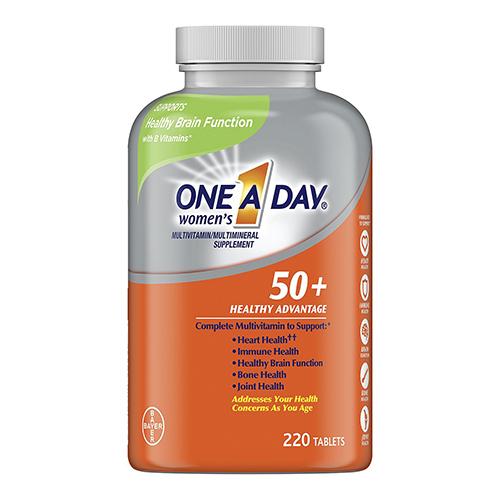 SUPPORTS
Healthy Brain Function
with B Vitamins*
ONE A DAY®
1
women's
MULTIVITAMIN/MULTIMINERAL
SUPPLEMENT
50+
HEALTHY ADVANTAGE
Complete Multivitamin to Support:*
• Heart Health††
• Immune Health
• Healthy Brain Function
• Bone Health
• Joint Health
Addresses Your Health
Concerns As You Age
BAYER
BAYER
220 TABLETS